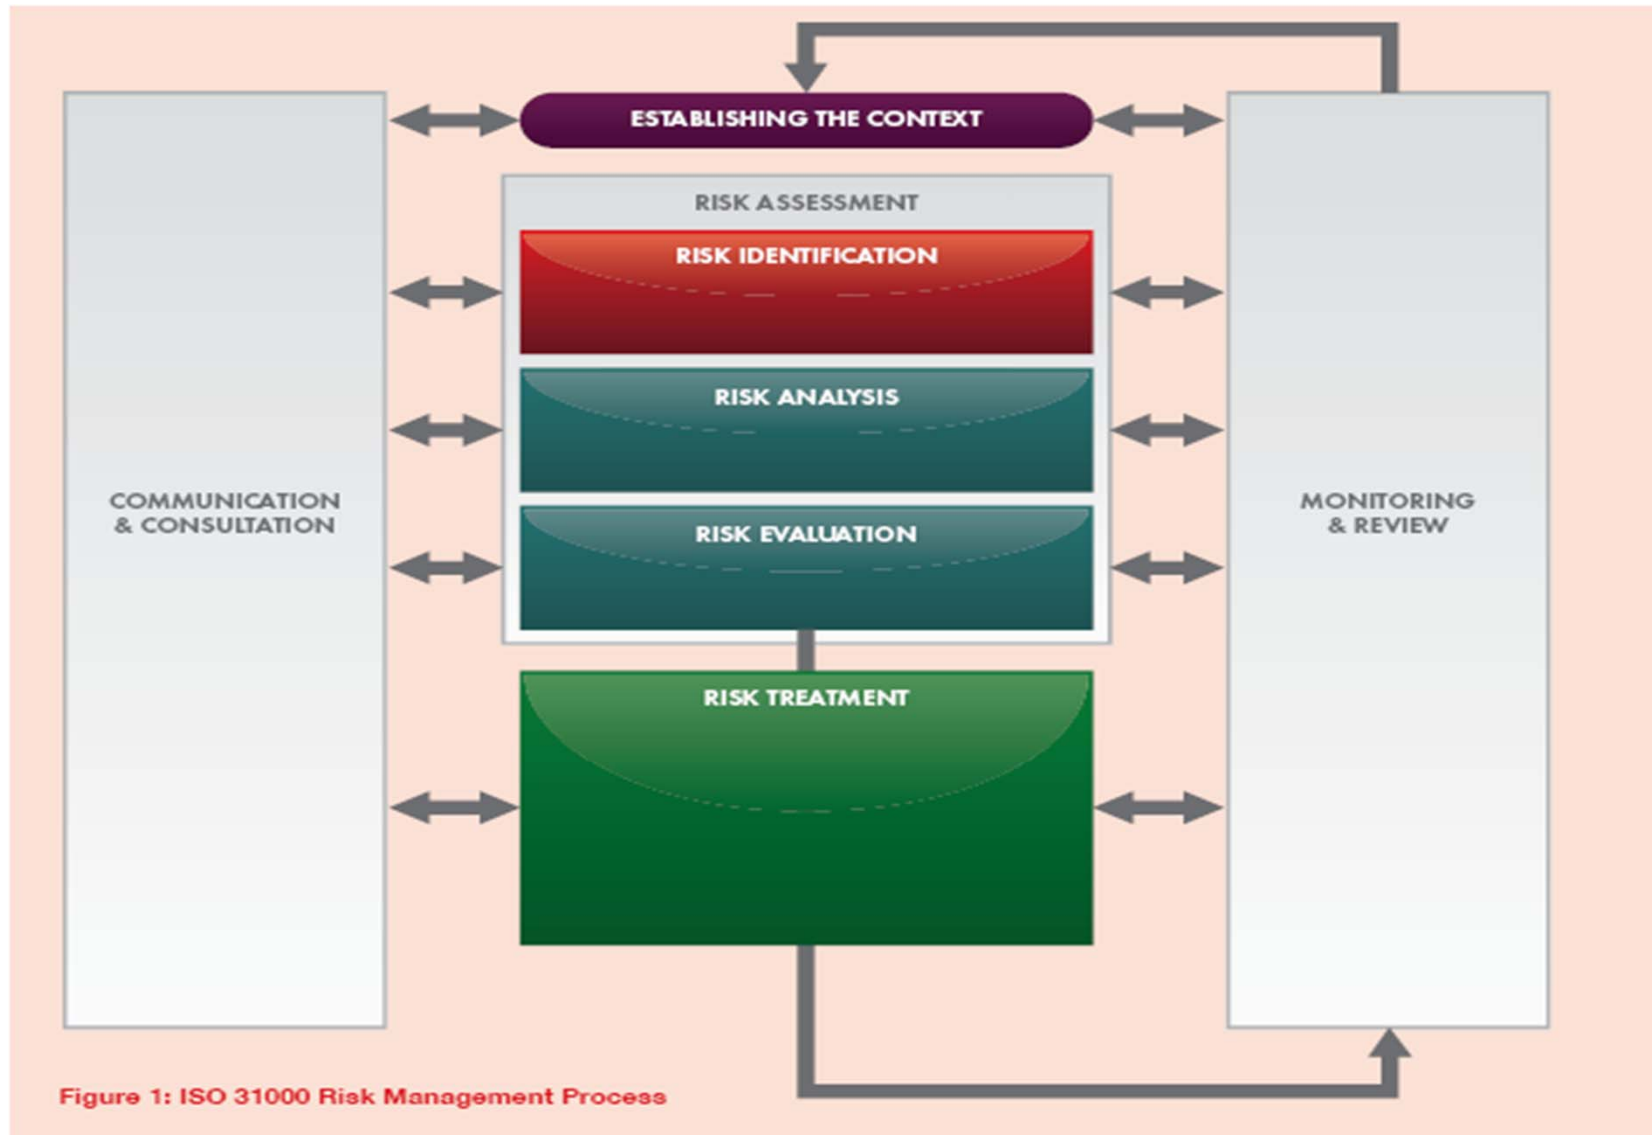 ESTABLISHING THE CONTEXT
RISK ASSESSMENT
RISK IDENTIFICATION
RISK ANALYSIS
RISK EVALUATION
RISK TREATMENT
COMMUNICATION
& CONSULTATION
MONITORING
& REVIEW
Figure 1: ISO 31000 Risk Management Process